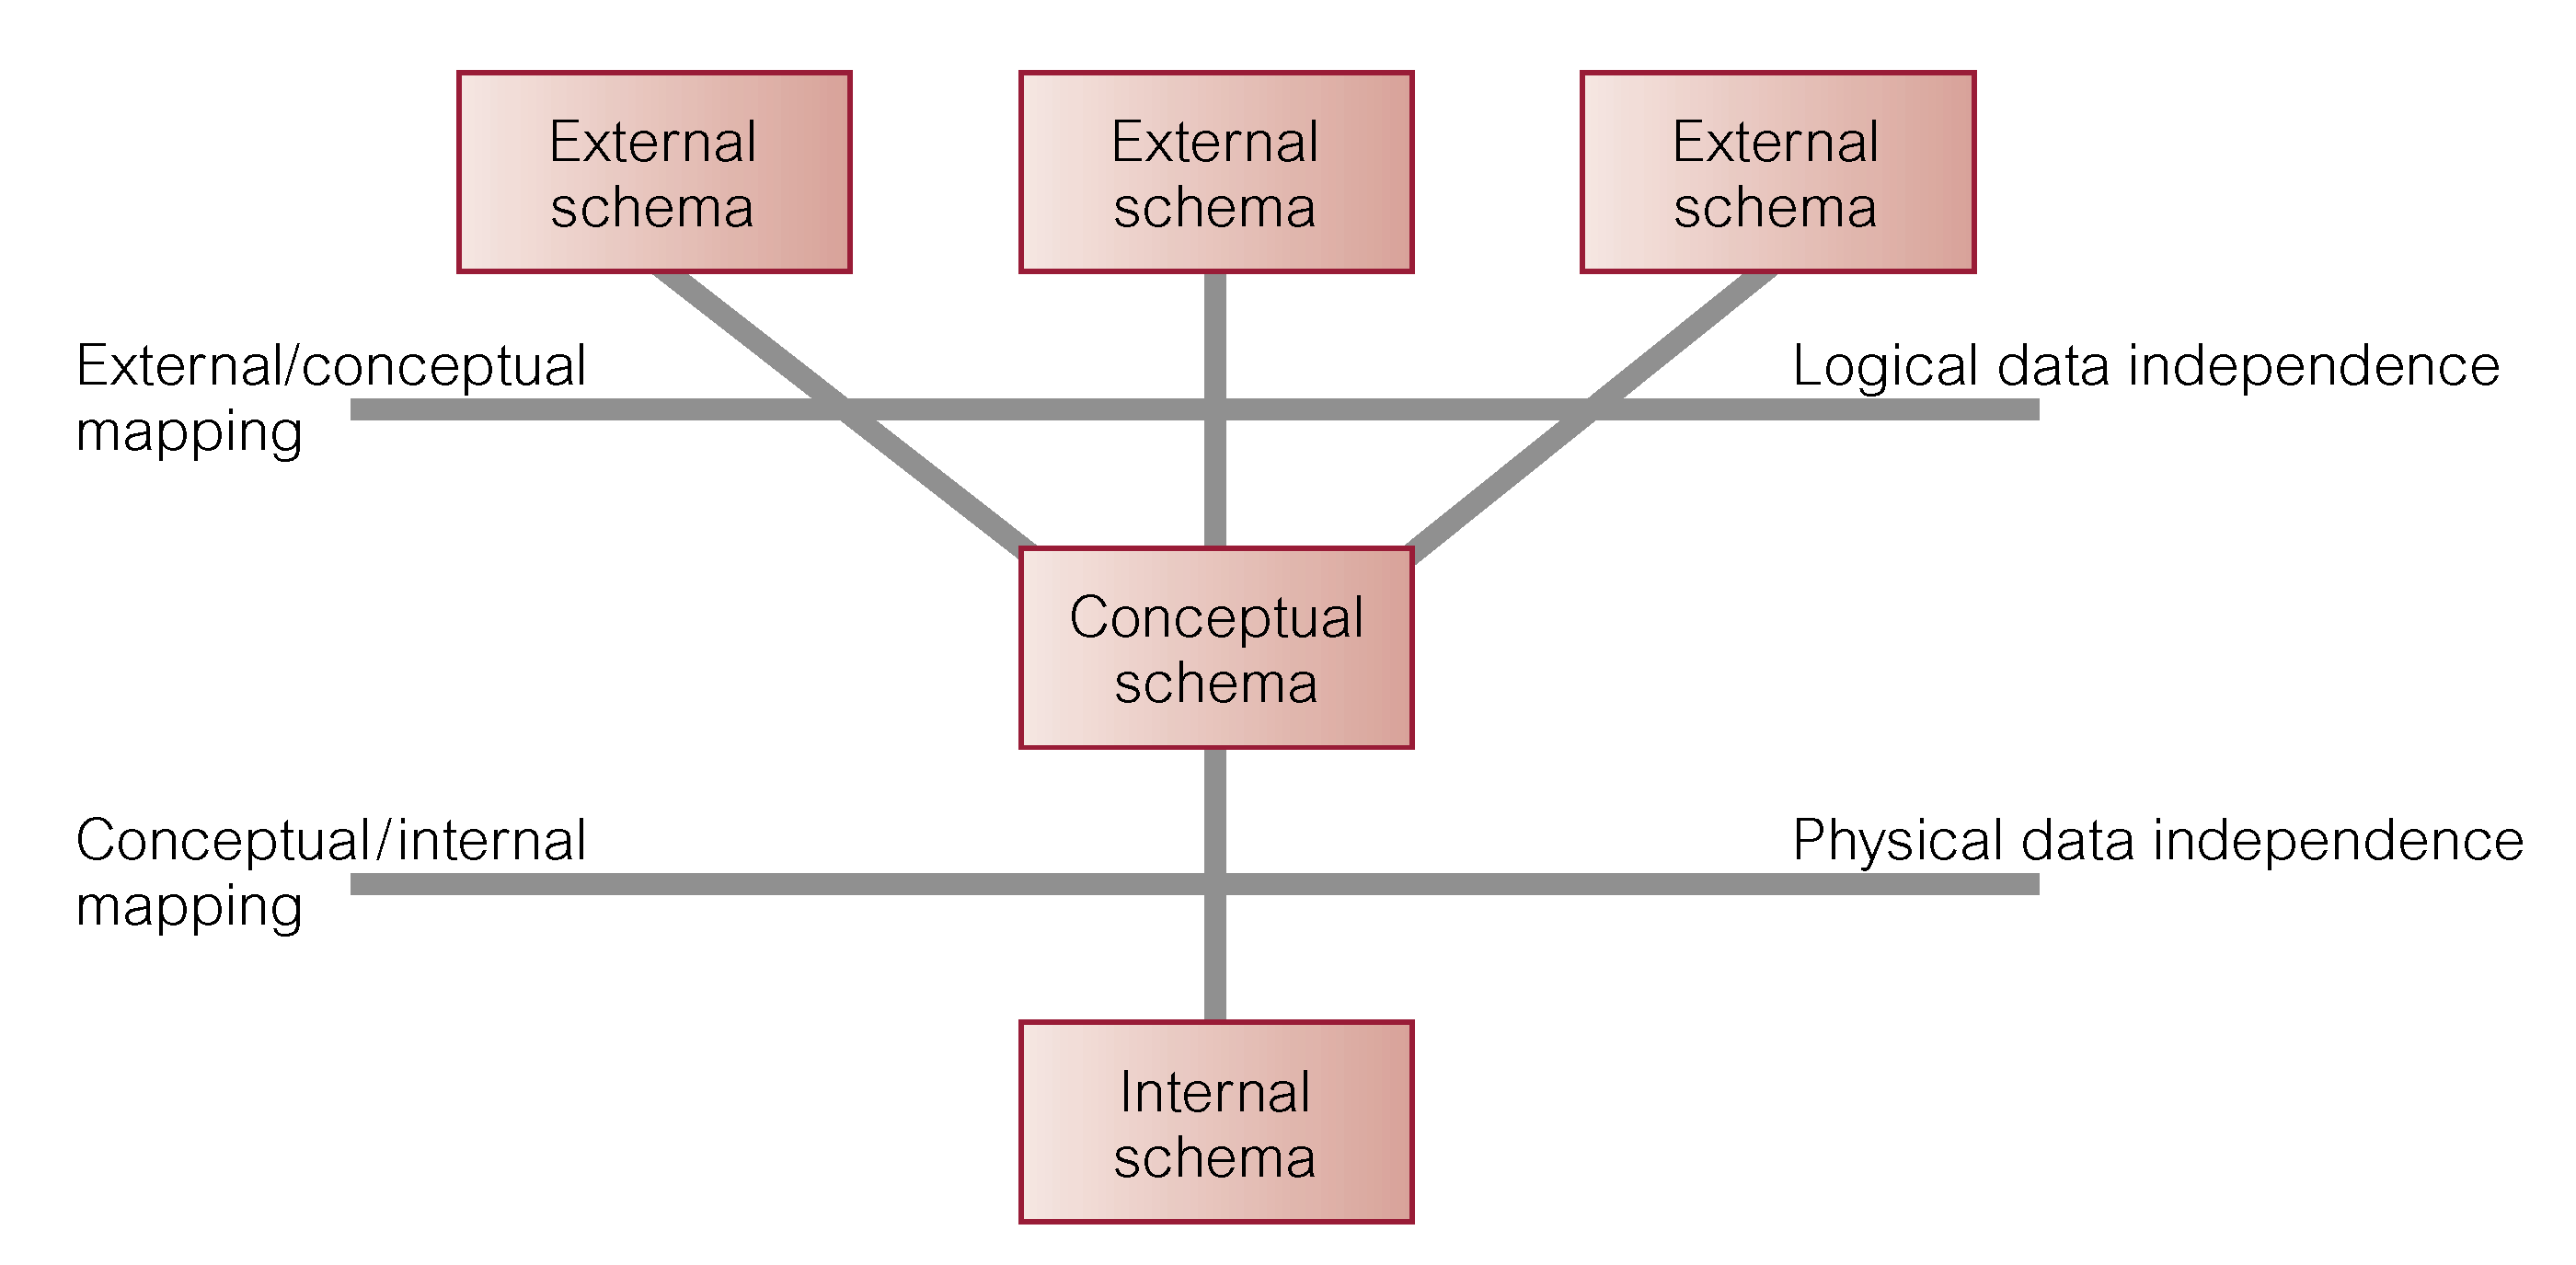 External
schema
External
schema
External
schema
External/conceptual
mapping
Logical data independence
Conceptual
schema
Conceptual/internal
mapping
Physical data independence
Internal
schema